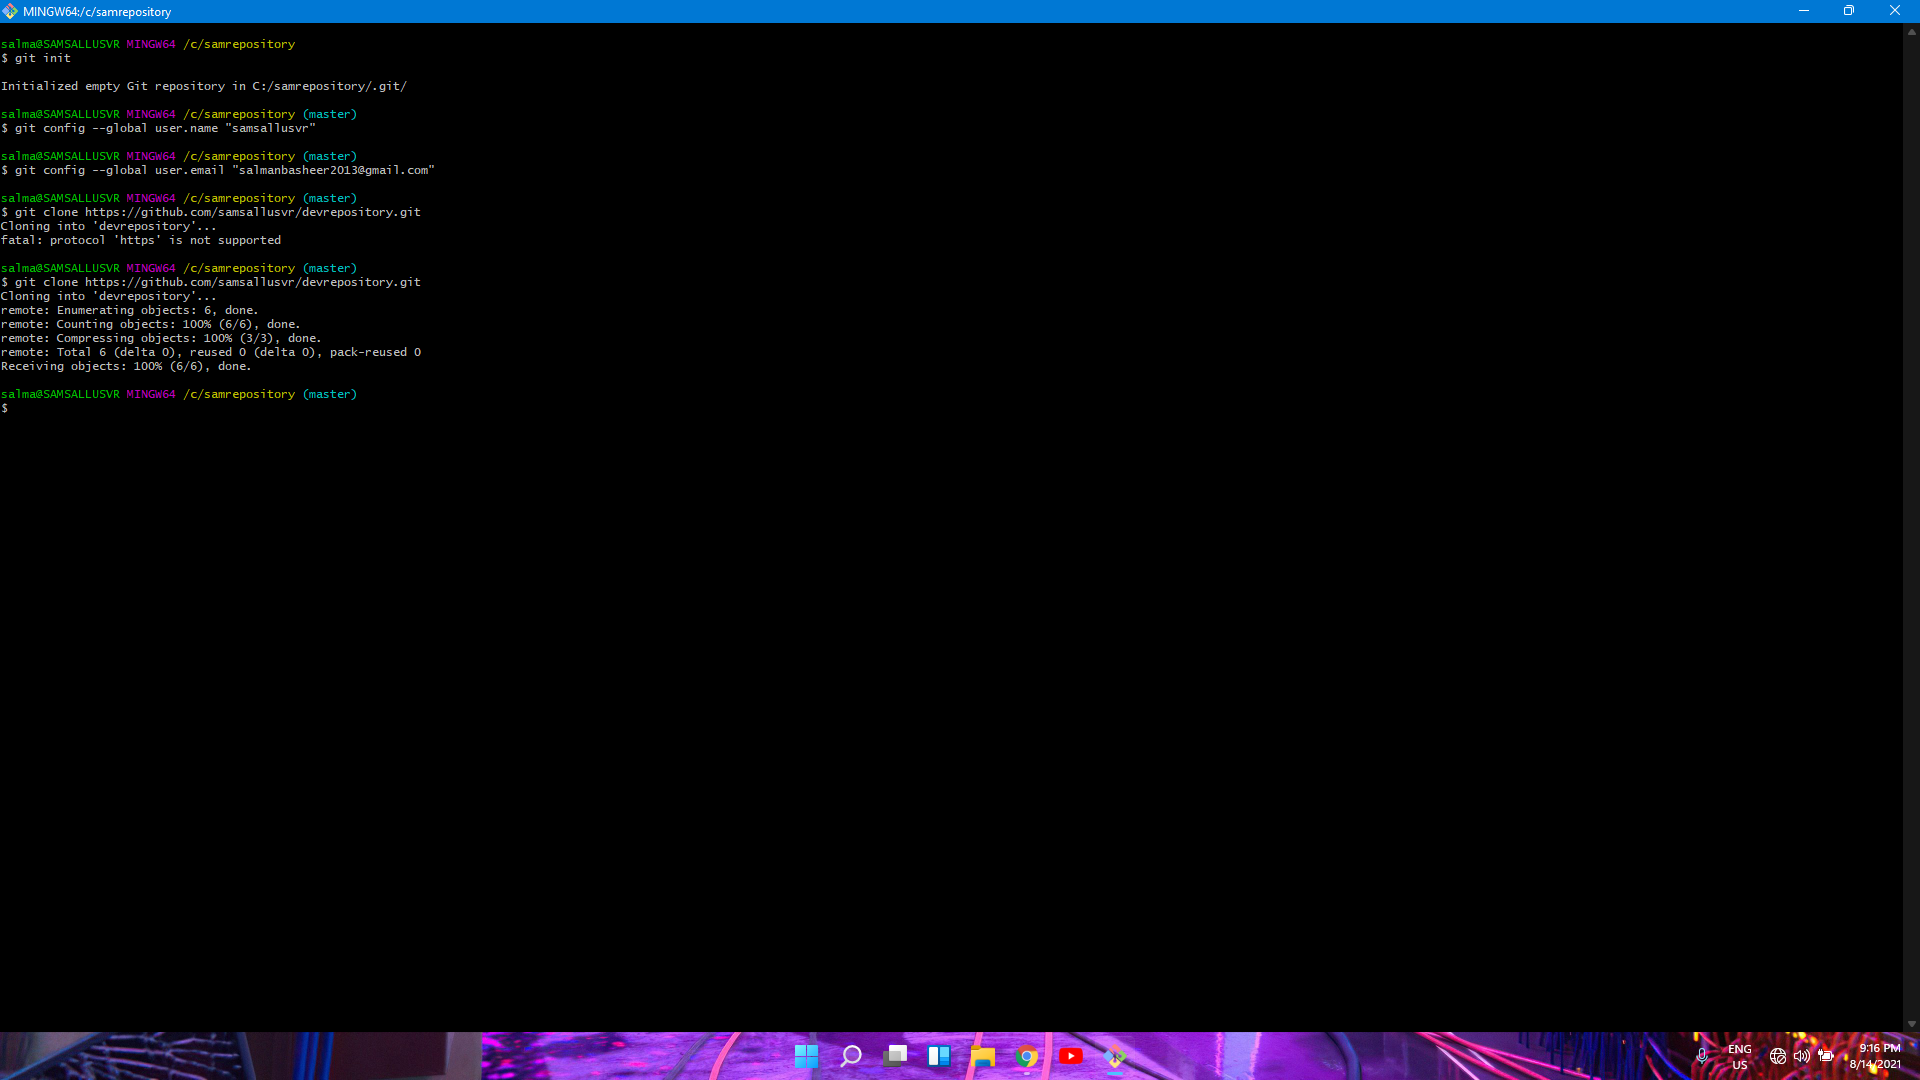 MINGW64:/c/samrepository
salma@SAMSALLUSVR MINGW64 /c/samrepository
$ git init
Initialized empty Git repository in C:/samrepository/.git/
salma@SAMSALLUSVR MINGW64 /c/samrepository (master)
$ git config --global user.name "samsallusvr"
salma@SAMSALLUSVR MINGW64 /c/samrepository (master)
$ git config --global user.email "salmanbasheer2013@gmail.com"
salma@SAMSALLUSVR MINGW64 /c/samrepository (master)
$ git clone https://github.com/samsallusvr/devrepository.git
Cloning into 'devrepository'...
fatal: protocol 'https' is not supported
salma@SAMSALLUSVR MINGW64 /c/samrepository (master)
$ git clone https://github.com/samsallusvr/devrepository.git
Cloning into 'devrepository'...
remote: Enumerating objects: 6, done.
remote: Counting objects: 100% (6/6), done.
remote: Compressing objects: 100% (3/3), done.
remote: Total 6 (delta 0), reused 0 (delta 0), pack-reused 0
Receiving objects: 100% (6/6), done.
salma@SAMSALLUSVR MINGW64 /c/samrepository (master)
$
ENG
US
9:16 PM
8/14/2021